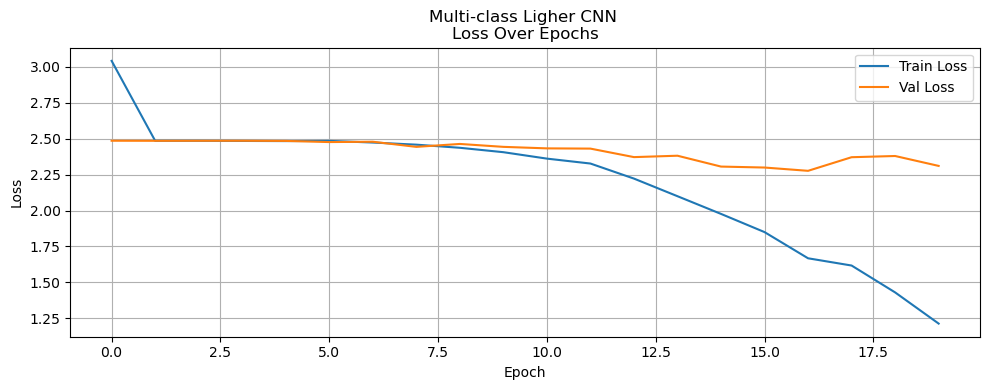 Multi-class Ligher CNN
Loss Over Epochs
Train Loss
Val Loss
3.00
2.75
2.50
2.25
2.00
1.75
1.50
1.25
Loss
0.0 2.5 5.0 7.5 10.0 12.5 15.0 17.5
Epoch